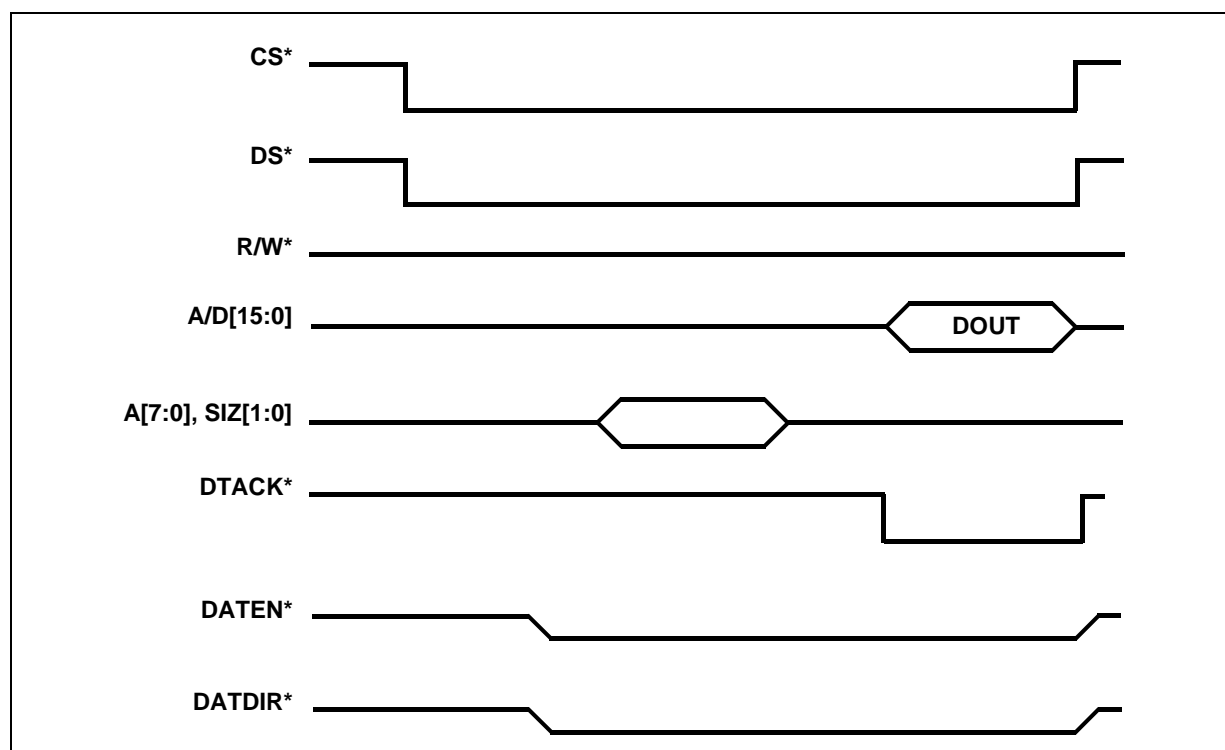 CS*
DS*
R/W*
A/D[15:0]
DOUT
A[7:0], SIZ[1:0]
DTACK*
DATEN*
DATDIR*